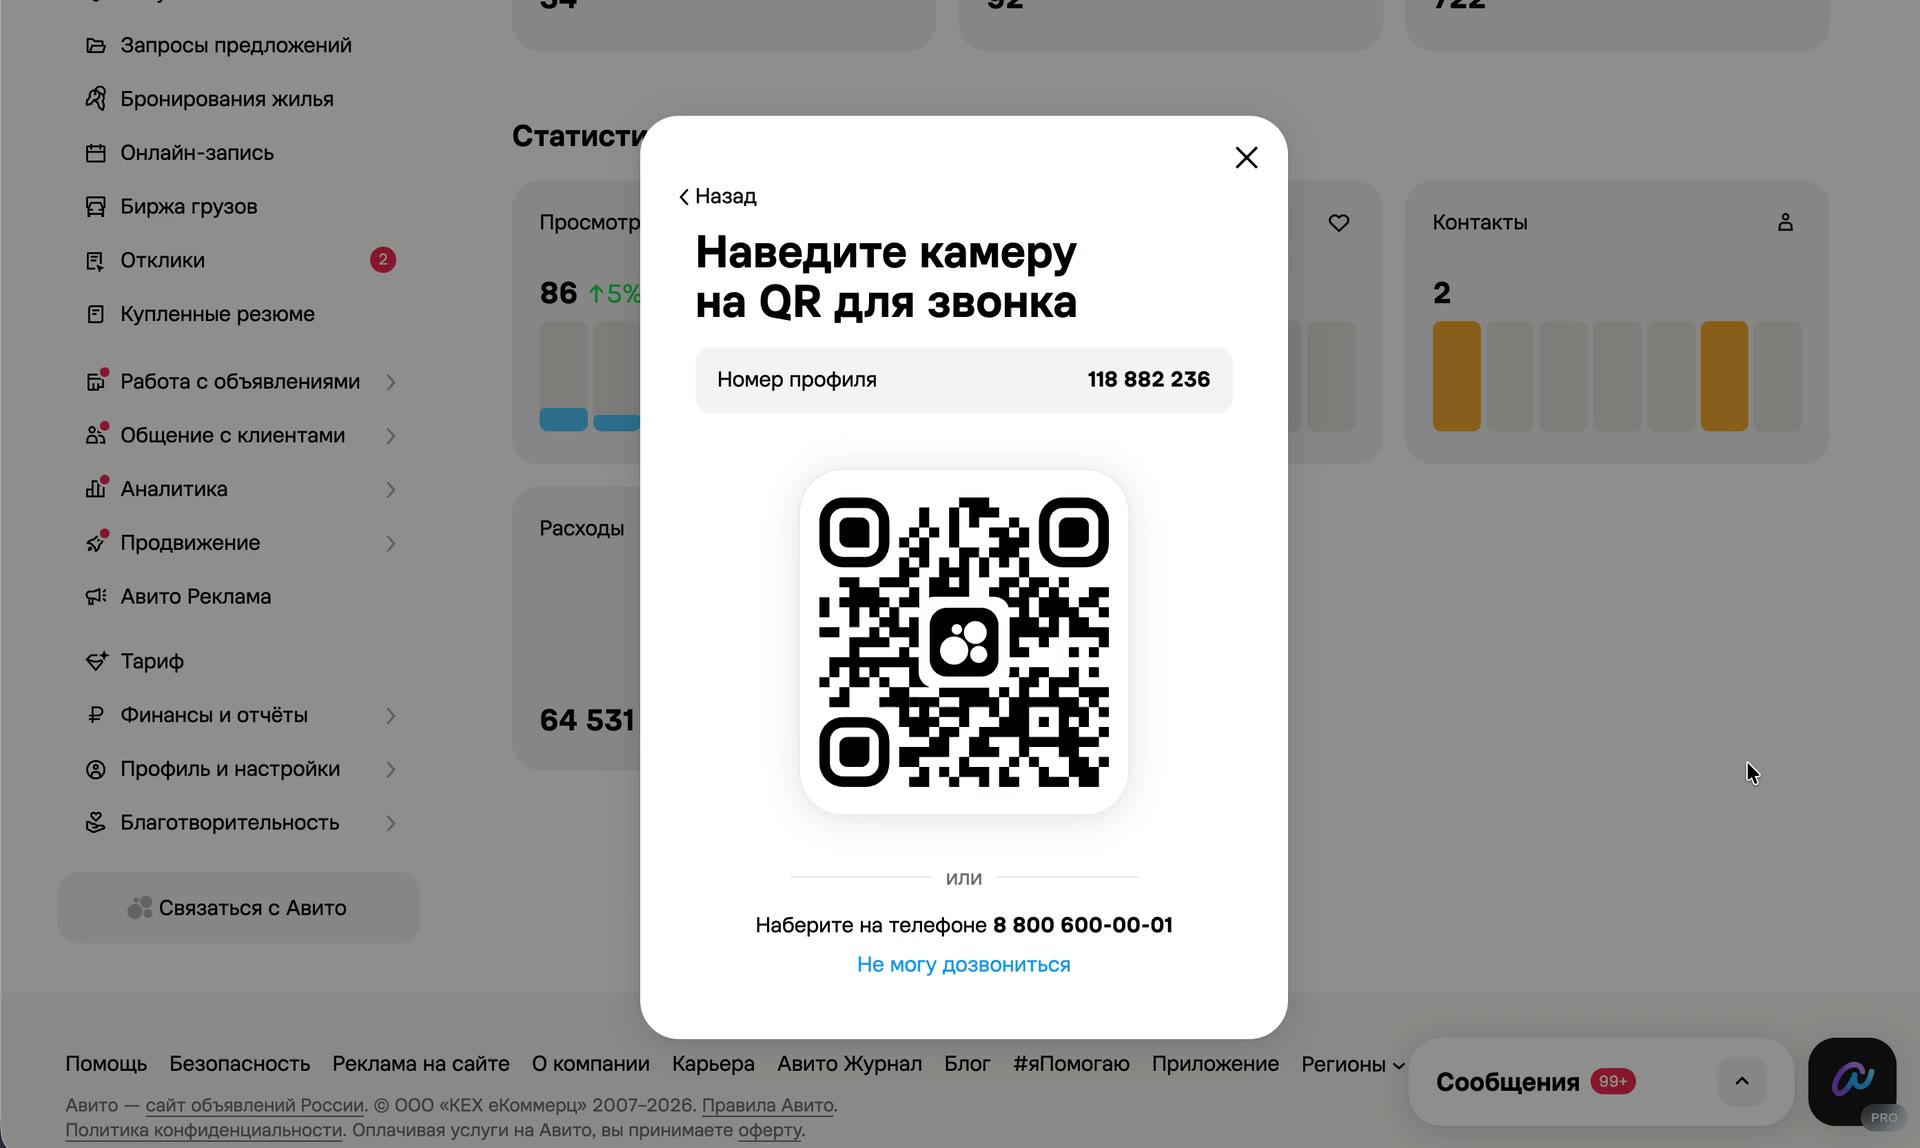 Запросы предложений
Бронирования жилья
Онлайн-запись
Биржа грузов
Отклики 2
Купленные резюме
Работа с объявлениями
Общение с клиентами
Аналитика
Продвижение
Авито Реклама
Тариф
Финансы и отчёты
Профиль и настройки
Благотворительность
Связаться с Авито
Контакты
2
86 ↑5%
Расходы
64 531
Назад
Наведите камеру
на QR для звонка
Номер профиля 118 882 236
или
Наберите на телефоне 8 800 600-00-01
Не могу дозвониться
Помощь Безопасность Реклама на сайте О компании Карьера Авито Журнал Блог #яПомогаю Приложение Регионы
Авито — сайт объявлений России. © ООО «КЕХ еКоммерц» 2007–2026. Правила Авито.
Политика конфиденциальности. Оплачивая услуги на Авито, вы принимаете оферту.
Сообщения 99+
PRO